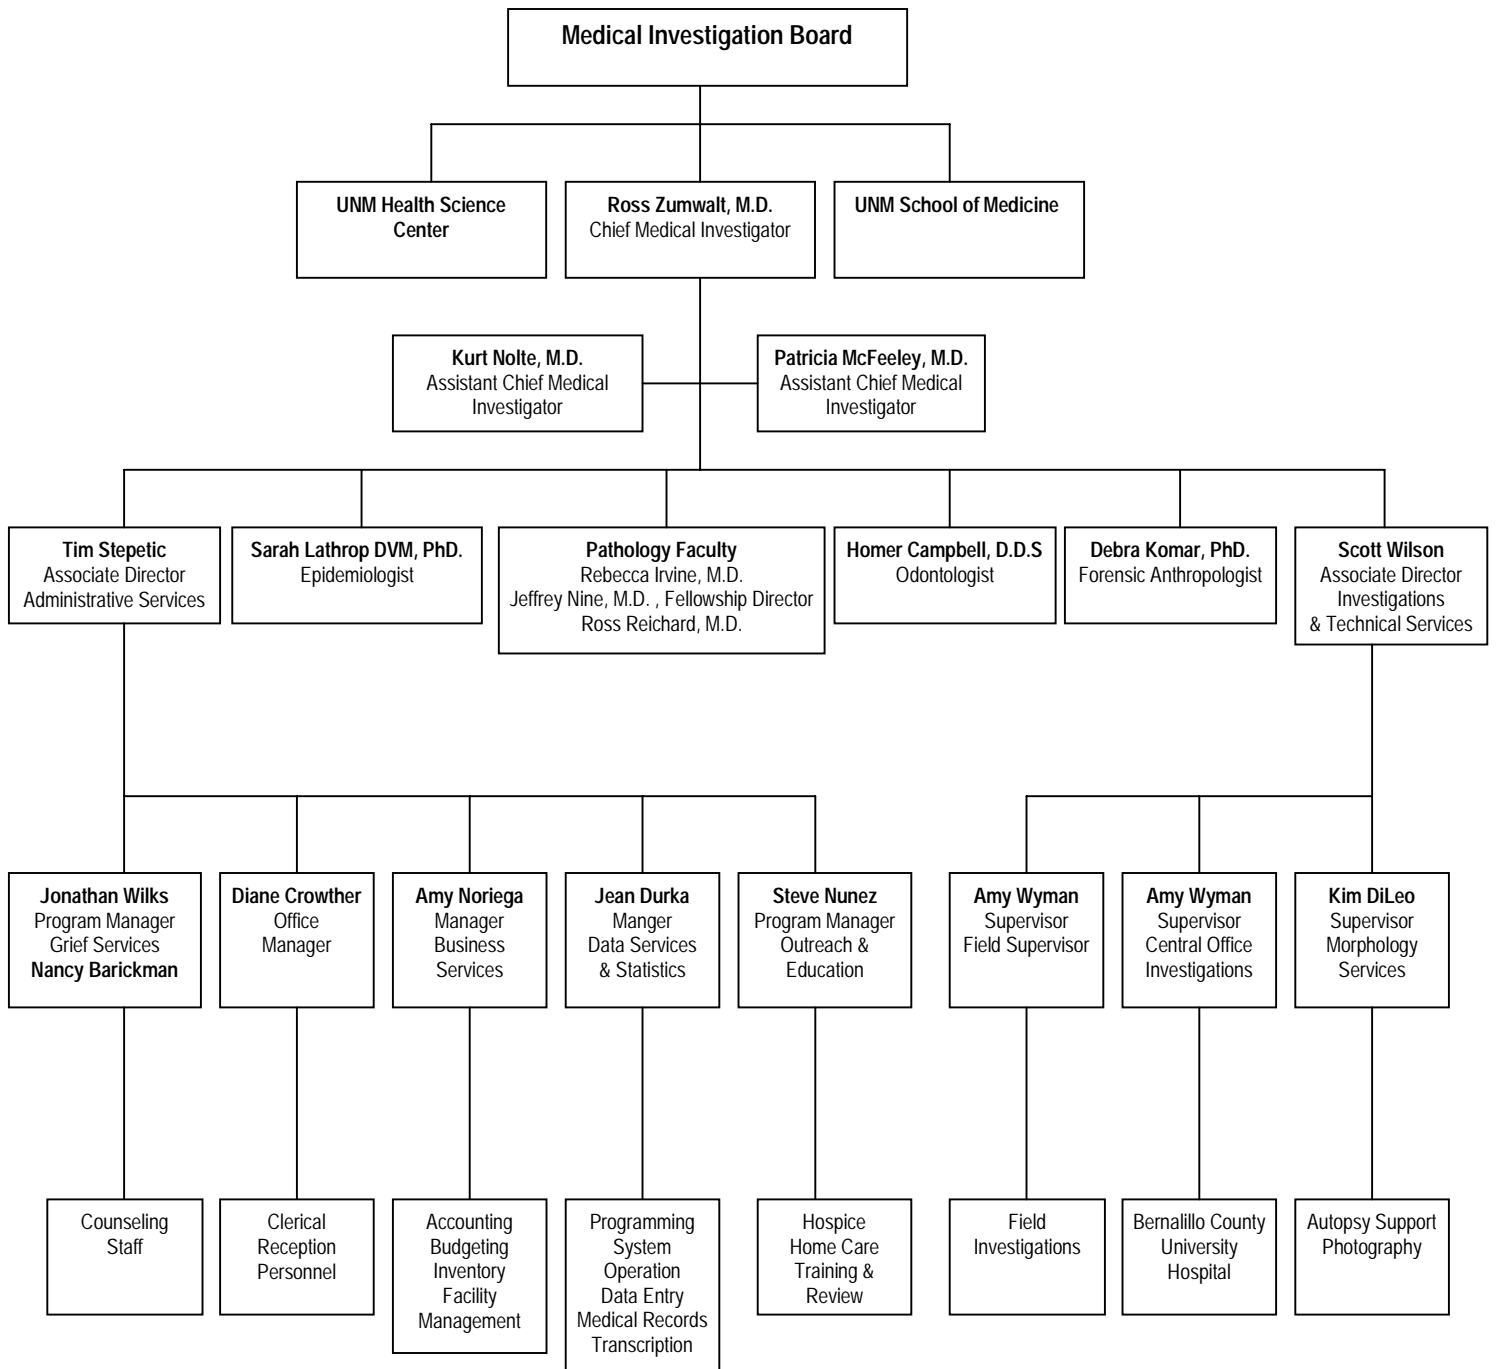 Medical Investigation Board
UNM Health Science
Center
Ross Zumwalt, M.D.
Chief Medical Investigator
UNM School of Medicine
Kurt Nolte, M.D.
Assistant Chief Medical
Investigator
Patricia McFeeley, M.D.
Assistant Chief Medical
Investigator
Tim Stepetic
Associate Director
Administrative Services
Sarah Lathrop DVM, PhD.
Epidemiologist
Pathology Faculty
Rebecca Irvine, M.D.
Jeffrey Nine, M.D. , Fellowship Director
Ross Reichard, M.D.
Homer Campbell, D.D.S
Odontologist
Debra Komar, PhD.
Forensic Anthropologist
Scott Wilson
Associate Director
Investigations
& Technical Services
Jonathan Wilks
Program Manager
Grief Services
Nancy Barickman
Diane Crowther
Office
Manager
Amy Noriega
Manager
Business
Services
Jean Durka
Manger
Data Services
& Statistics
Steve Nunez
Program Manager
Outreach &
Education
Amy Wyman
Supervisor
Field Supervisor
Amy Wyman
Supervisor
Central Office
Investigations
Kim DiLeo
Supervisor
Morphology
Services
Counseling
Staff
Clerical
Reception
Personnel
Accounting
Budgeting
Inventory
Facility
Management
Programming
System
Operation
Data Entry
Medical Records
Transcription
Hospice
Home Care
Training &
Review
Field
Investigations
Bernalillo County
University
Hospital
Autopsy Support
Photography